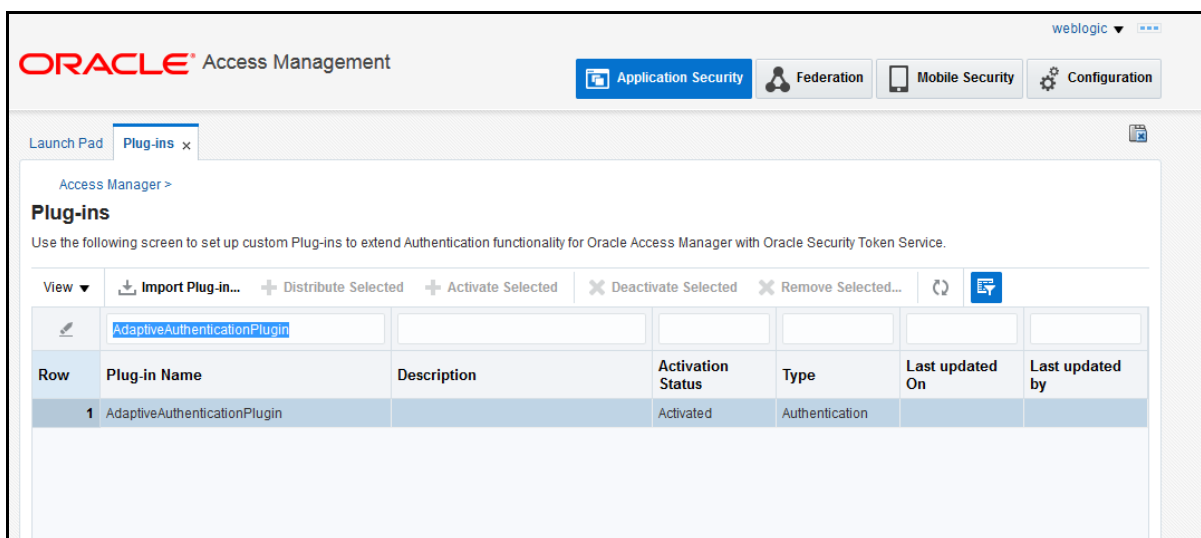 weblogic
ORACLE® Access Management
Application Security
Federation
Mobile Security
Configuration
Launch Pad
Plug-ins
Access Manager >
Plug-ins
Use the following screen to set up custom Plug-ins to extend Authentication functionality for Oracle Access Manager with Oracle Security Token Service.
View Import Plug-in... Distribute Selected Activate Selected Deactivate Selected Remove Selected...
AdaptiveAuthenticationPlugin
Row Plug-in Name Description Activation Status Type Last updated On Last updated by
1 AdaptiveAuthenticationPlugin Activated Authentication